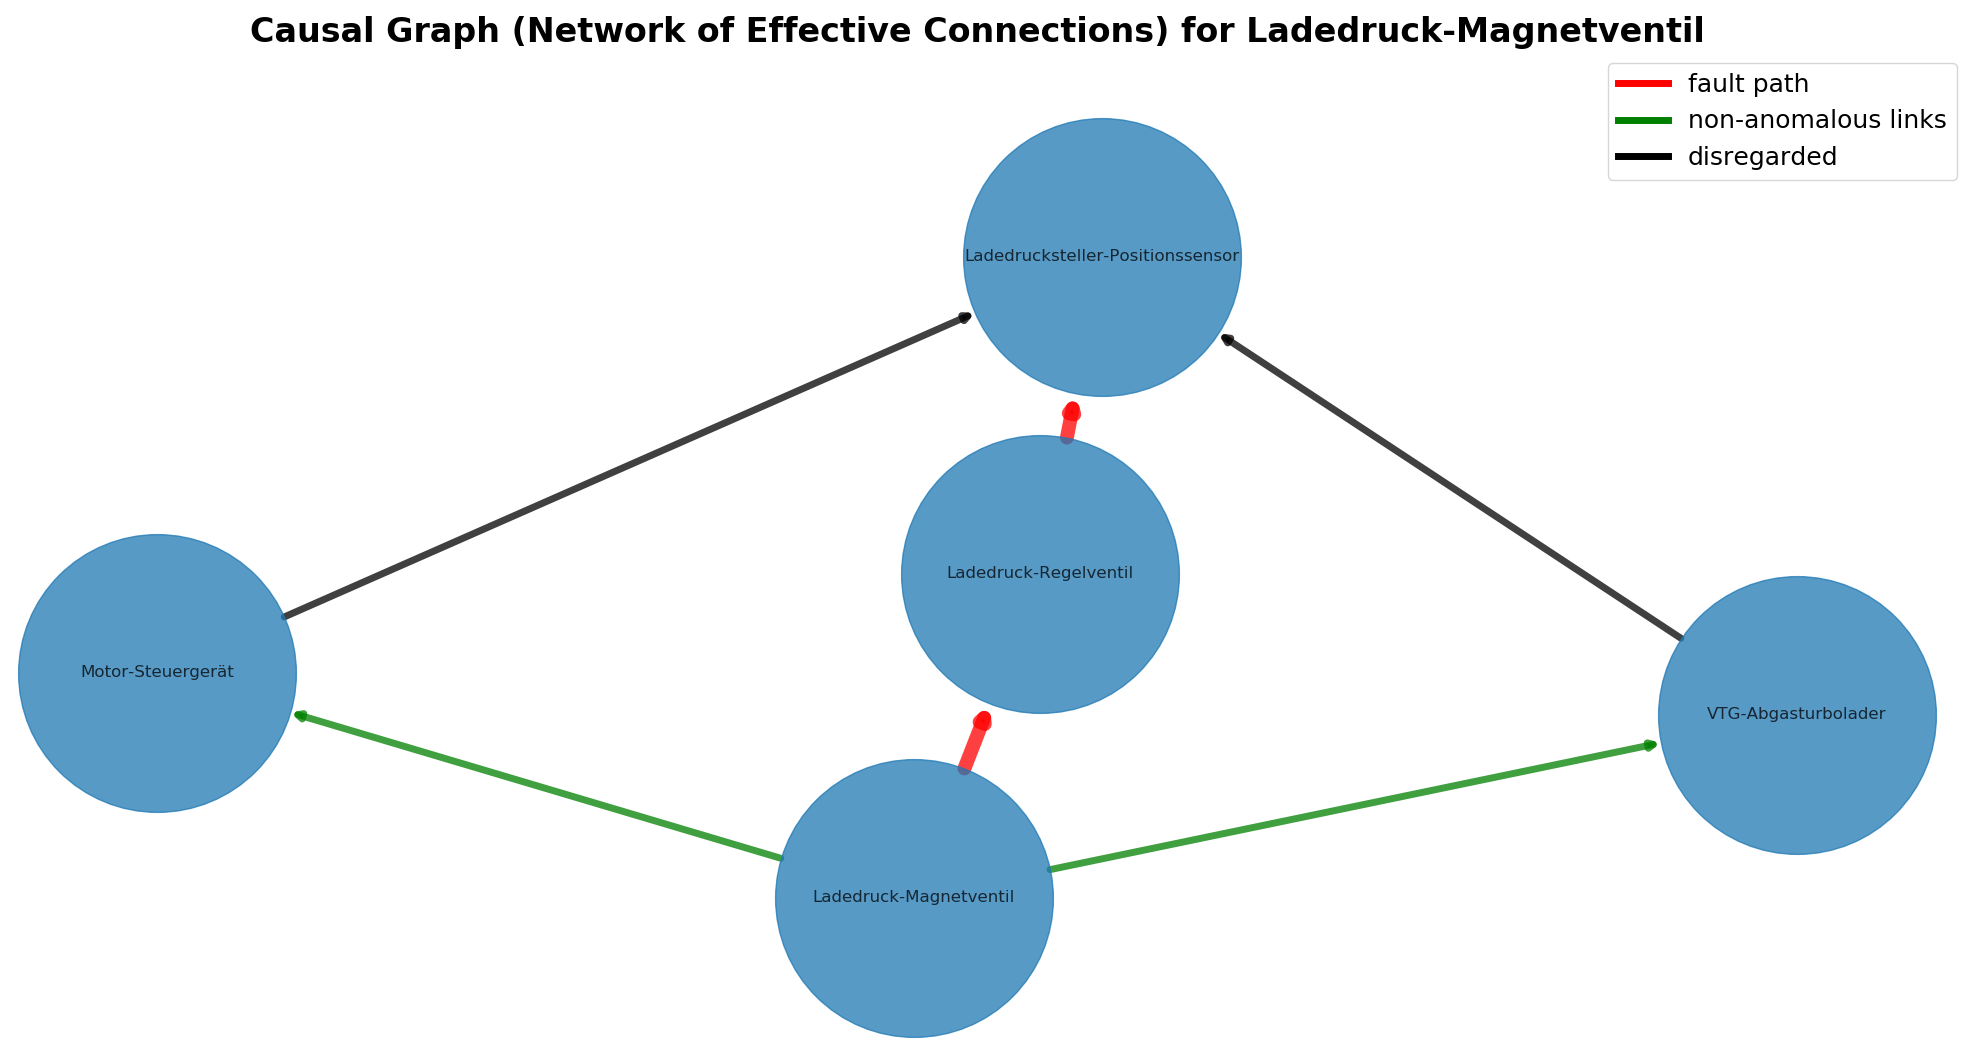 Causal Graph (Network of Effective Connections) for Ladedruck-Magnetventil
fault path
non-anomalous links
disregarded
Ladedrucksteller-Positionssensor
Ladedruck-Regelventil
Motor-Steuergerät
VTG-Abgasturbolader
Ladedruck-Magnetventil